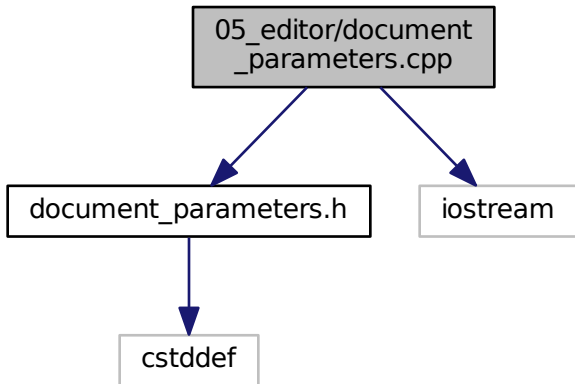 05_editor/document
_parameters.cpp
document_parameters.h
iostream
cstddef